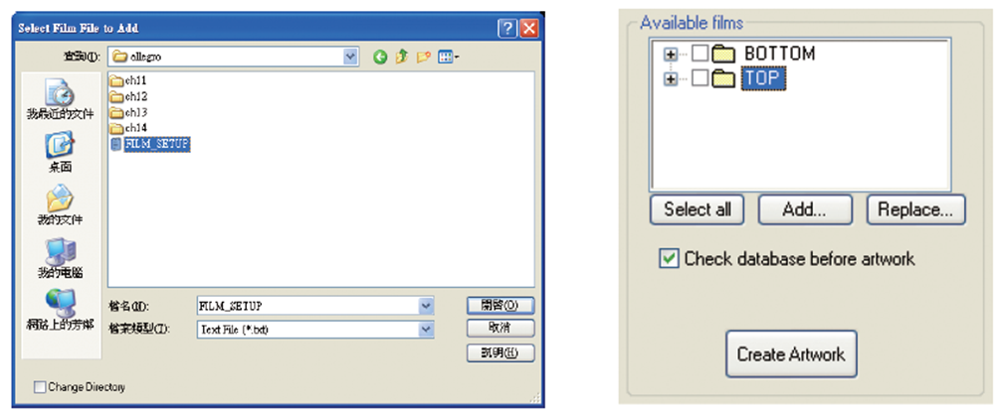 Select Film File to Add
查詢(I):
allegro
我最近的文件
桌面
我的文件
我的電腦
網路上的芳鄰
ch11
ch12
ch13
ch14
FILM_SETUP
檔名(N):
FILM_SETUP
開啟(O)
檔案類型(T):
Text File (*.txt)
取消
說明(H)
Change Directory
Available films
BOTTOM
TOP
Select all
Add...
Replace...
Check database before artwork
Create Artwork